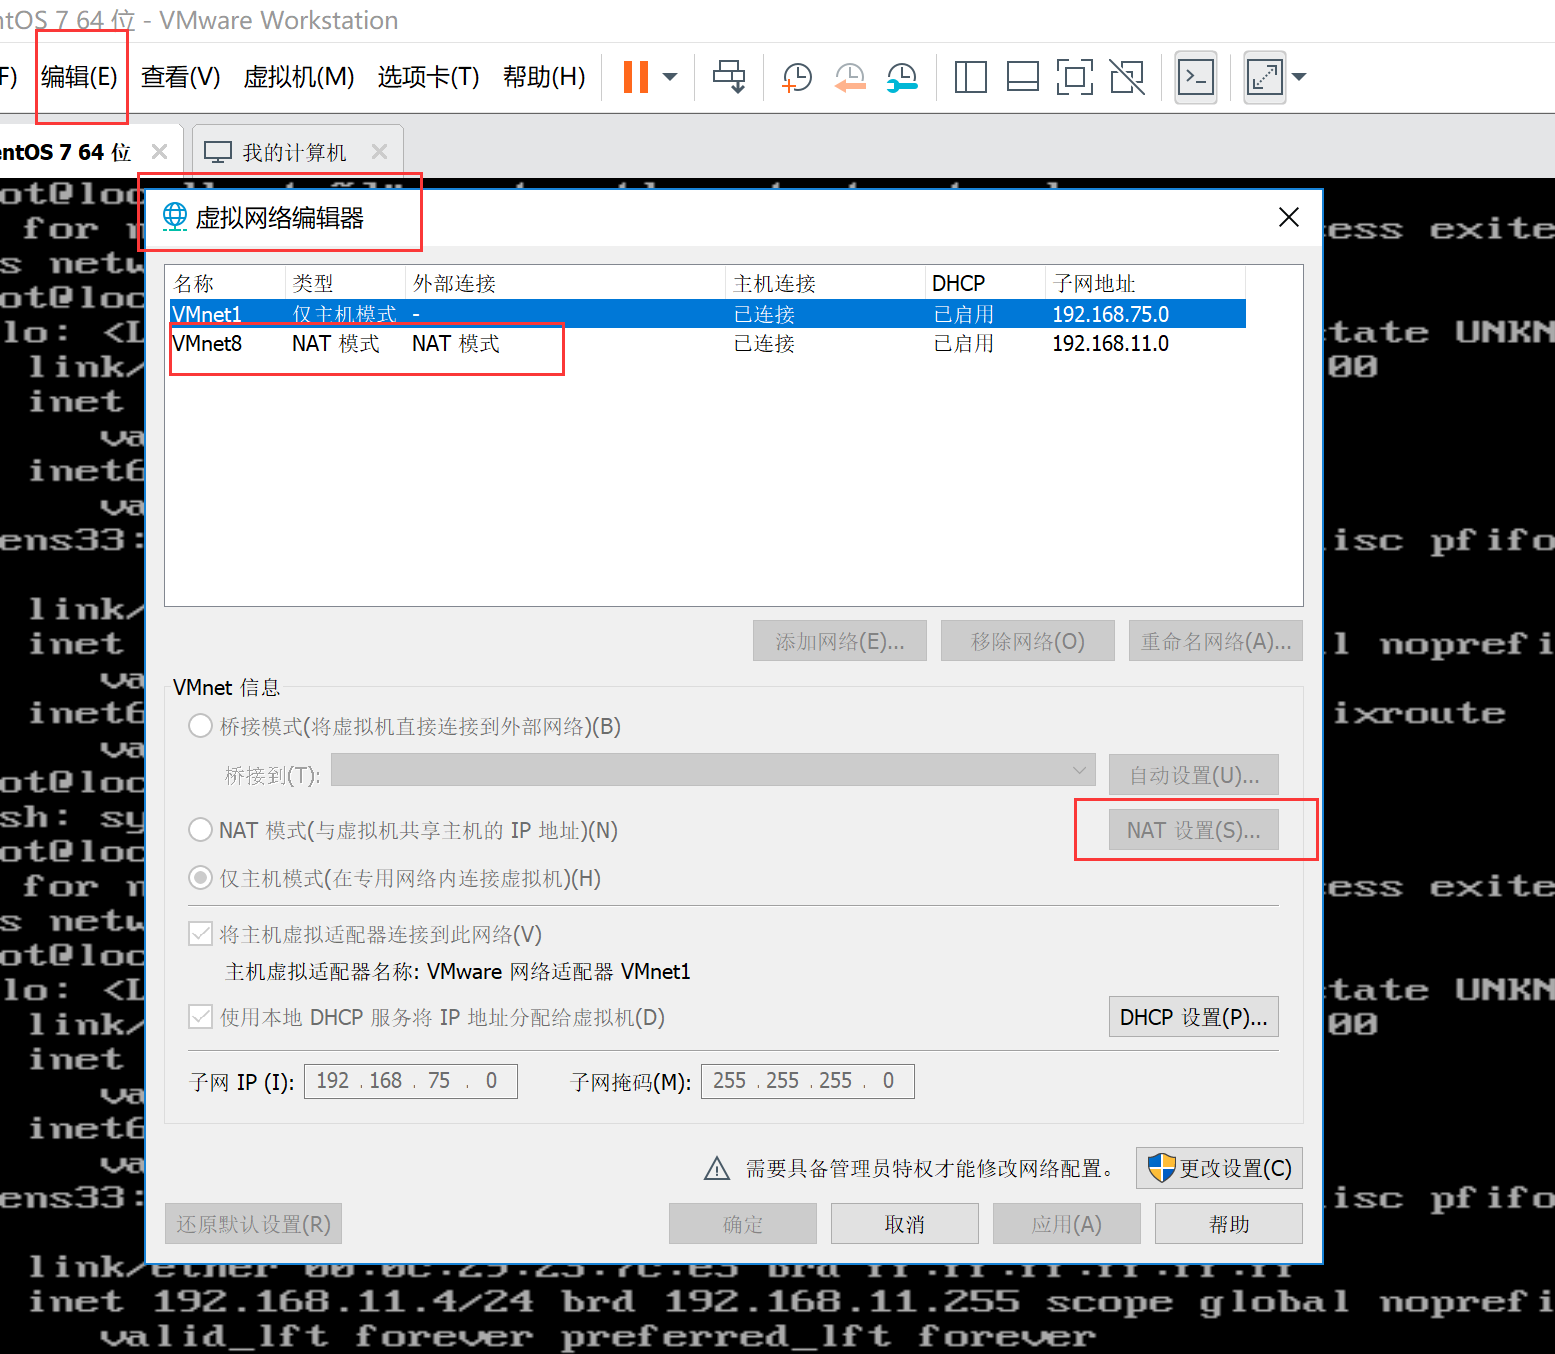 ntOS 7 64 位 - VMware Workstation
F) 编辑(E) 查看(V) 虚拟机(M) 选项卡(T) 帮助(H)
entOS 7 64 位 我的计算机
ot@loc
虚拟网络编辑器
for cess exite
s netw
ot@loc
名称 类型 外部连接 主机连接 DHCP 子网地址
VMnet1 仅主机模式 - 已连接 已启用 192.168.75.0
lo: <L tate UNKN
VMnet8 NAT 模式 NAT 模式 已连接 已启用 192.168.11.0
link/ 00
inet
va
inet6
va
ens33: isc pfifo
link/
添加网络(E)... 移除网络(O) 重命名网络(A)...
inet l noprefi
va
VMnet 信息
inet6 ixroute
桥接模式(将虚拟机直接连接到外部网络)(B)
va
桥接到(T): 自动设置(U)...
ot@loc
sh: sy
NAT 模式(与虚拟机共享主机的 IP 地址)(N) NAT 设置(S)...
ot@loc
仅主机模式(在专用网络内连接虚拟机)(H)
for cess exite
s netw
将主机虚拟适配器连接到此网络(V)
ot@loc
主机虚拟适配器名称: VMware 网络适配器 VMnet1
lo: <L tate UNKN
使用本地 DHCP 服务将 IP 地址分配给虚拟机(D) DHCP 设置(P)...
link/ 00
inet
子网 IP (I): 192 . 168 . 75 . 0 子网掩码(M): 255 . 255 . 255 . 0
va
inet6
va
需要具备管理员特权才能修改网络配置。 更改设置(C)
ens33: isc pfifo
还原默认设置(R) 确定 取消 应用(A) 帮助
link/ether
inet 192.168.11.4/24 brd 192.168.11.255 scope global noprefi
valid_lft forever preferred_lft forever